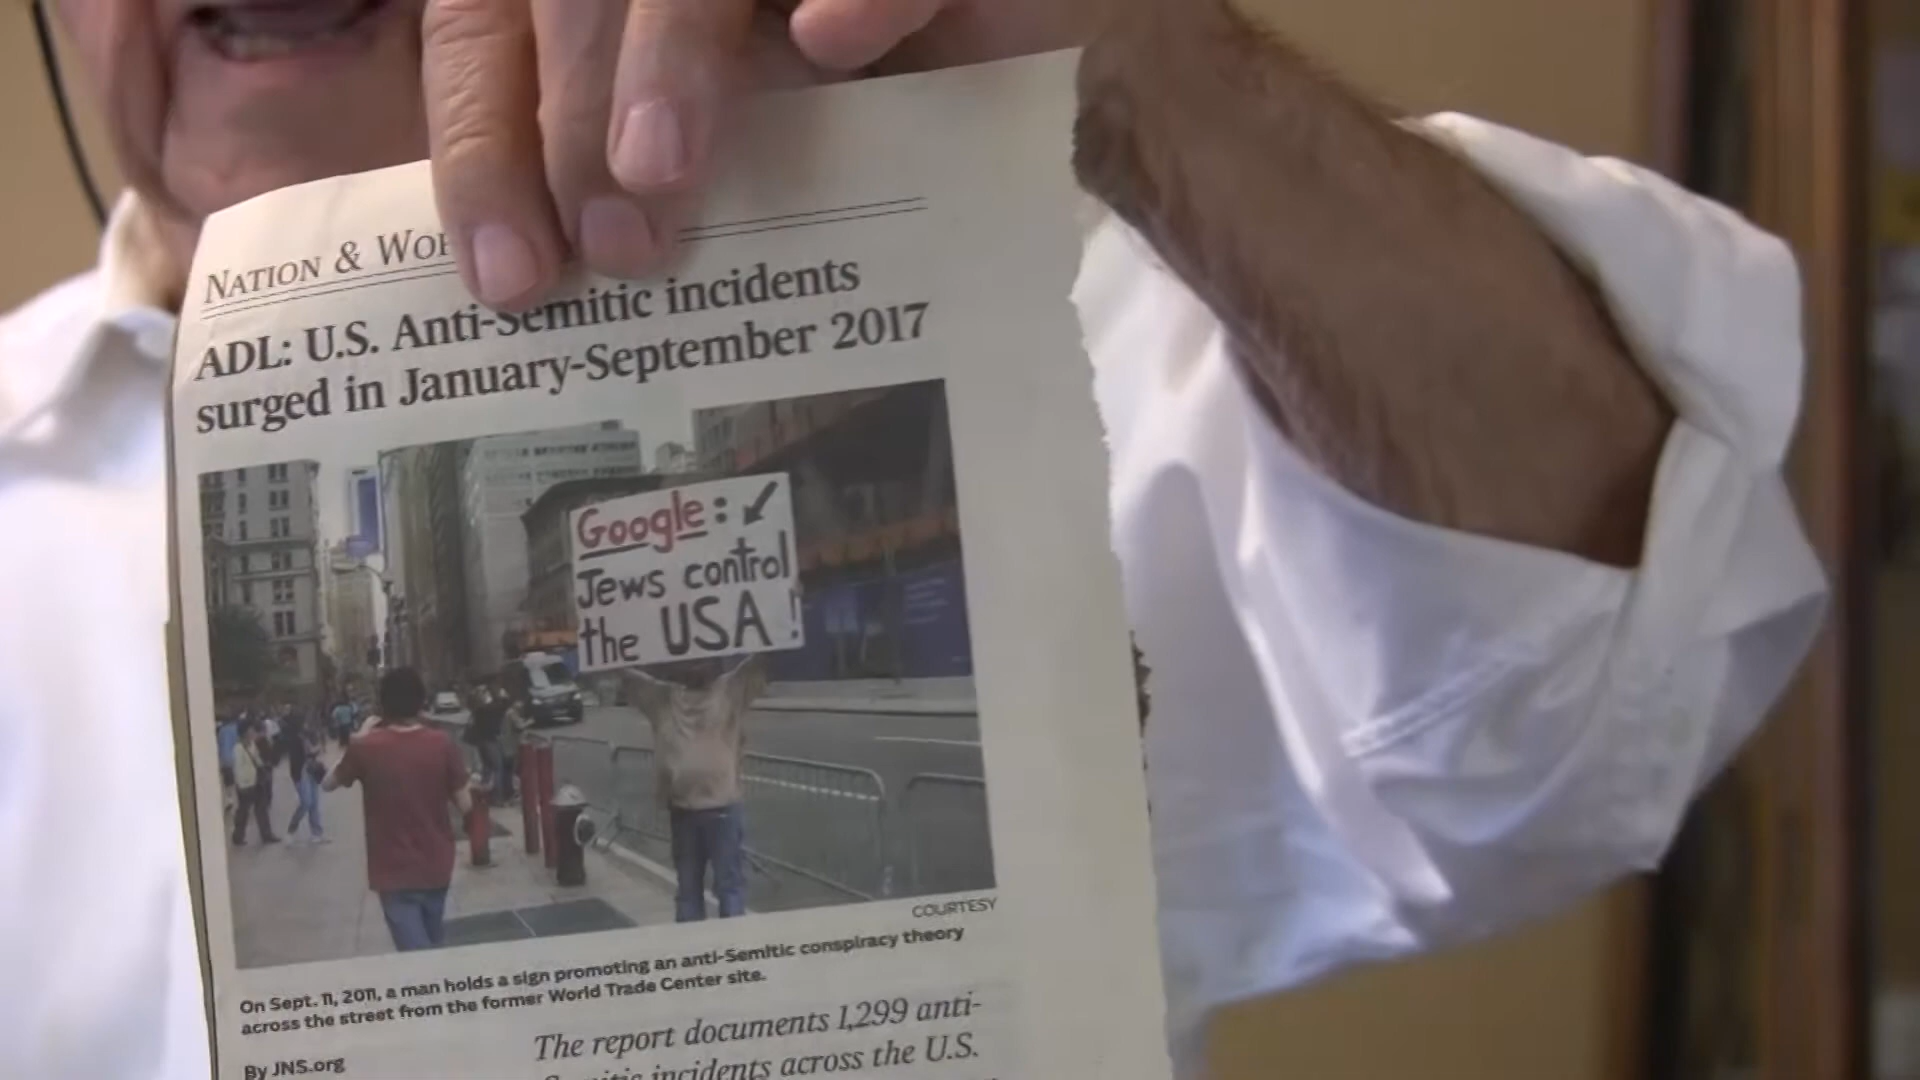 NATION & WOR
ADL: U.S. Anti-Semitic incidents
surged in January-September 2017
Google: ↙
Jews control
the USA!
COURTESY
On Sept. 11, 2011, a man holds a sign promoting an anti-Semitic conspiracy theory
across the street from the former World Trade Center site.
By JNS.org
The report documents 1,299 anti-
Semitic incidents across the U.S.